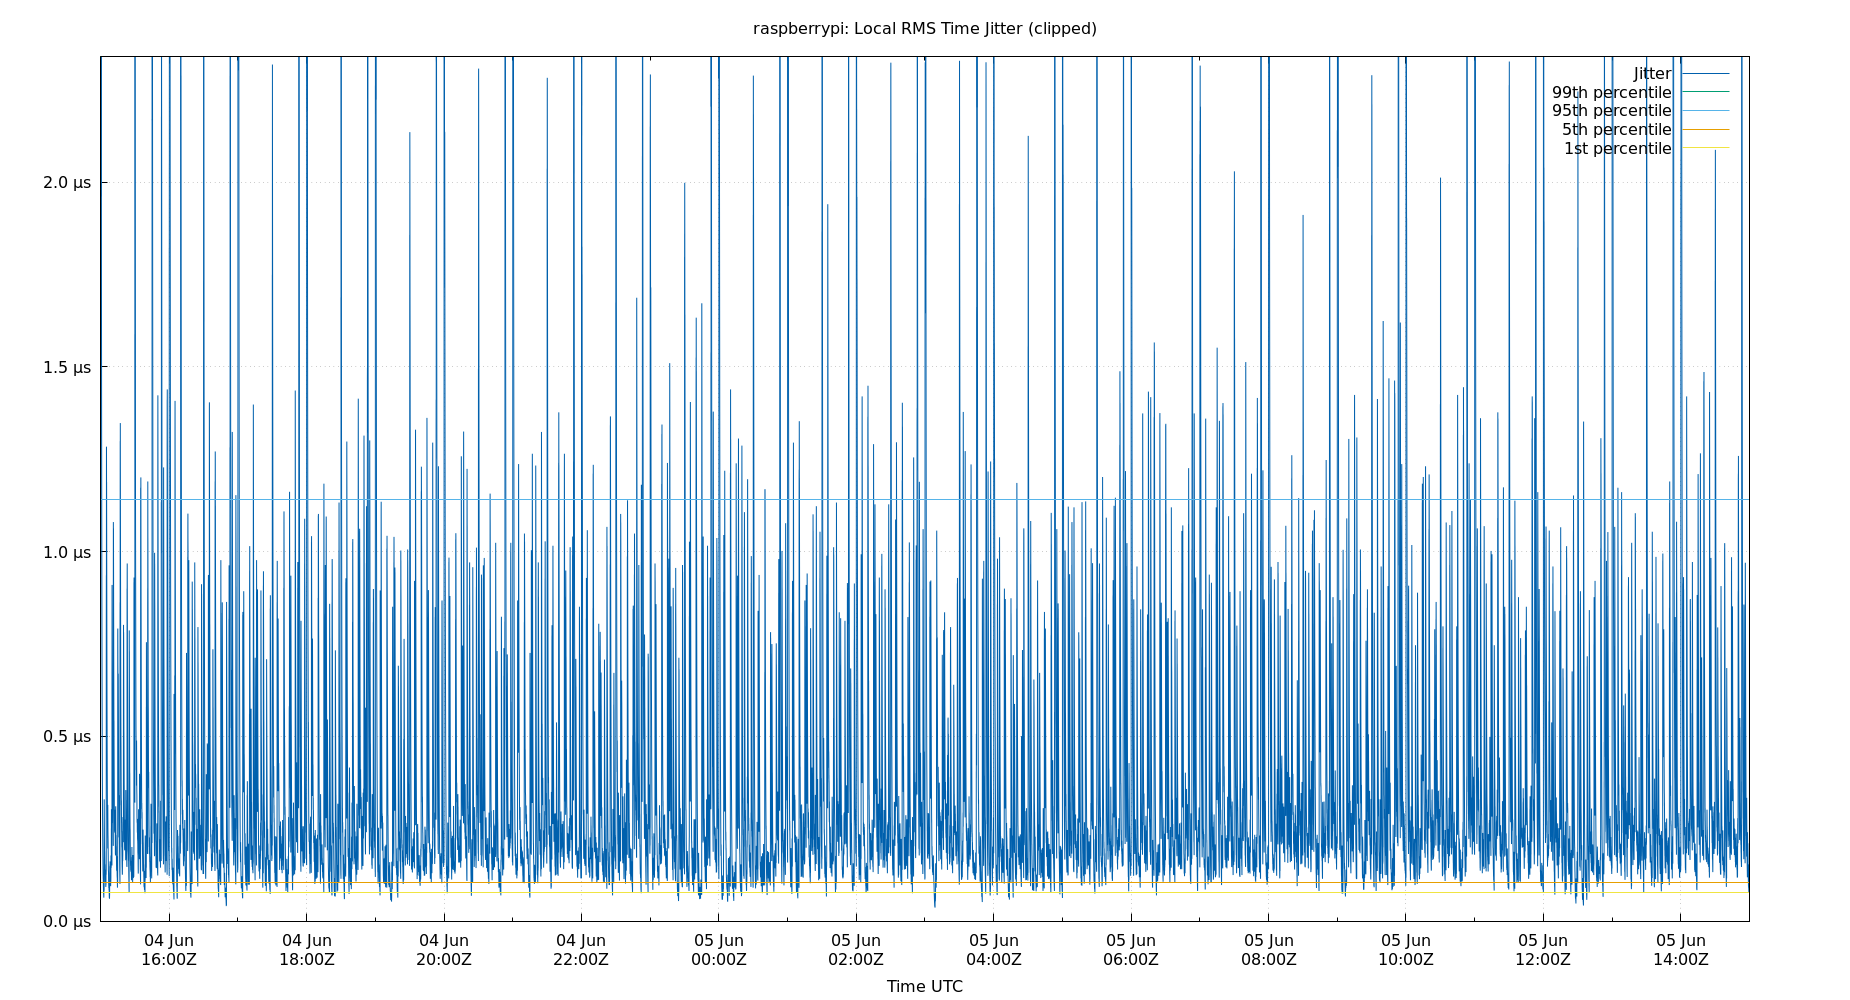 raspberrypi: Local RMS Time Jitter (clipped)
Jitter
99th percentile
95th percentile
5th percentile
1st percentile
2.0 µs
1.5 µs
1.0 µs
0.5 µs
0.0 µs
04 Jun 04 Jun 04 Jun 04 Jun 05 Jun 05 Jun 05 Jun 05 Jun 05 Jun 05 Jun 05 Jun 05 Jun
16:00Z 18:00Z 20:00Z 22:00Z 00:00Z 02:00Z 04:00Z 06:00Z 08:00Z 10:00Z 12:00Z 14:00Z
Time UTC